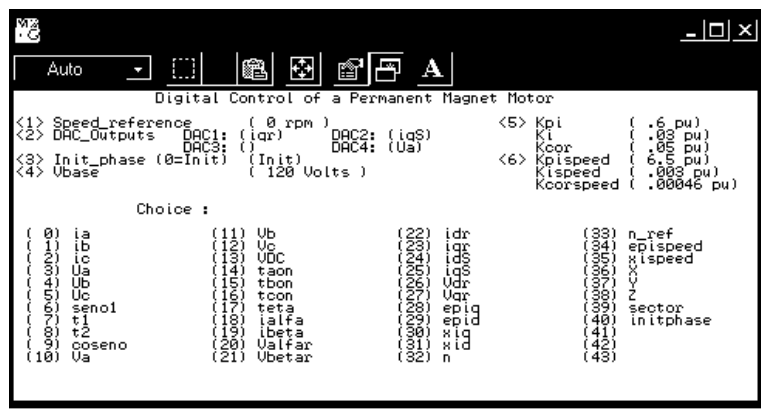 Auto
A
Digital Control of a Permanent Magnet Motor
<1> Speed_reference ( 0 rpm ) <5> Kpi ( .6 pu)
<2> DAC_Outputs DAC1: (iqr) DAC2: (iqS) Ki ( .03 pu)
DAC3: () DAC4: (Ua) Kcor ( .05 pu)
<3> Init_phase (0=Init) (Init) <6> Kpispeed ( 6.5 pu)
<4> Vbase ( 120 Volts ) Kispeed ( .003 pu)
Kcorspeed ( .00046 pu)
Choice :
( 0) ia (11) Vb (22) idr (33) n_ref
( 1) ib (12) Vc (23) iqr (34) epispeed
( 2) ic (13) VDC (24) idS (35) xispeed
( 3) Ua (14) taon (25) iqS (36) X
( 4) Ub (15) tbon (26) Vdr (37) Y
( 5) Uc (16) tcon (27) Vqr (38) Z
( 6) seno1 (17) teta (28) epiq (39) sector
( 7) t1 (18) ialfa (29) epid (40) initphase
( 8) t2 (19) ibeta (30) xiq (41)
( 9) coseno (20) Valfar (31) xid (42)
(10) Va (21) Vbetar (32) n (43)